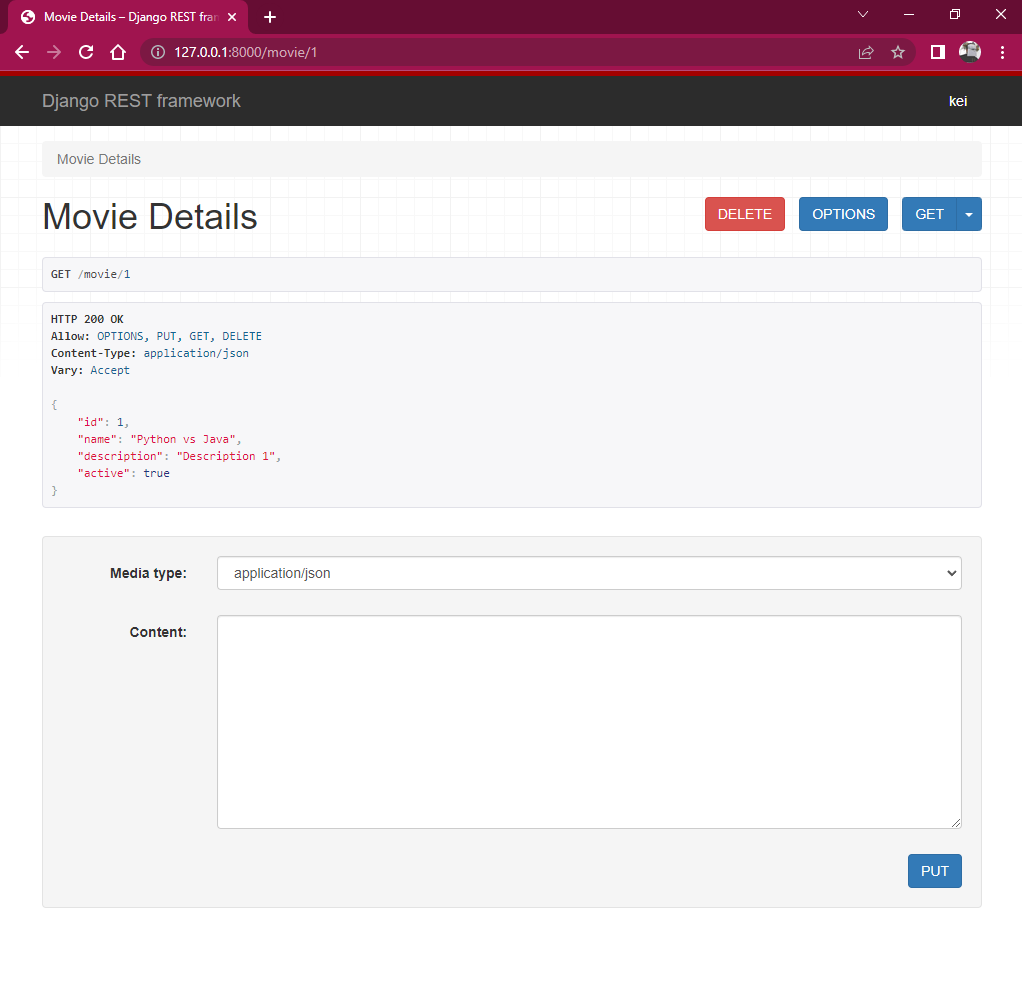 Movie Details – Django REST fran
127.0.0.1:8000/movie/1
Django REST framework
kei
Movie Details
Movie Details
DELETE
OPTIONS
GET
GET /movie/1
HTTP 200 OK
Allow: OPTIONS, PUT, GET, DELETE
Content-Type: application/json
Vary: Accept
{
    "id": 1,
    "name": "Python vs Java",
    "description": "Description 1",
    "active": true
}
Media type:
application/json
Content:
PUT